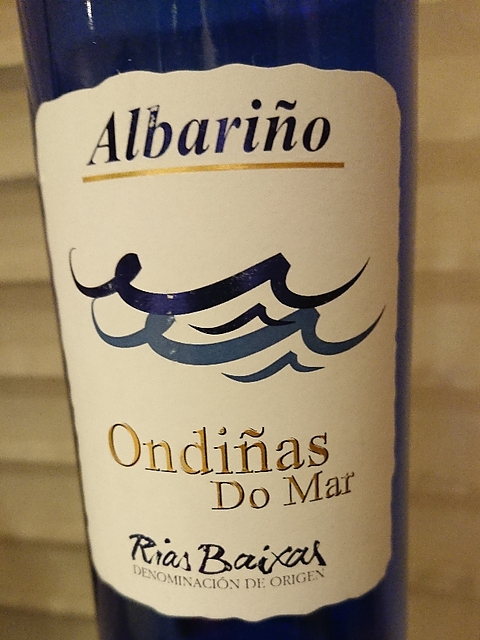 Albariño
Ondiñas
Do Mar
Rias Baixas
DENOMINACIÓN DE ORIGEN